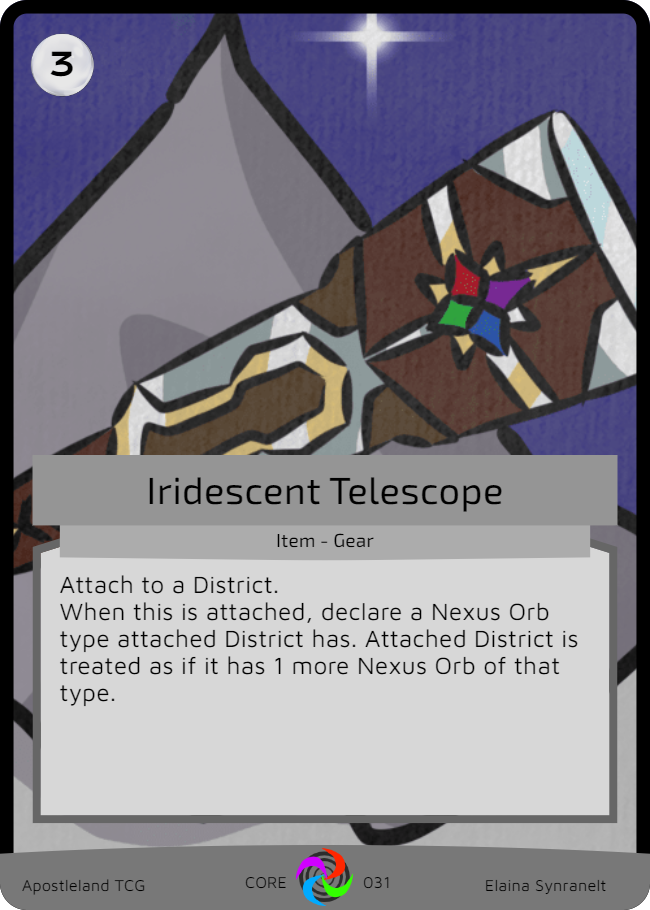 3
Iridescent Telescope
Item - Gear
Attach to a District.
When this is attached, declare a Nexus Orb
type attached District has. Attached District is
treated as if it has 1 more Nexus Orb of that
type.
Apostleland TCG
CORE 031
Elaina Synranelt